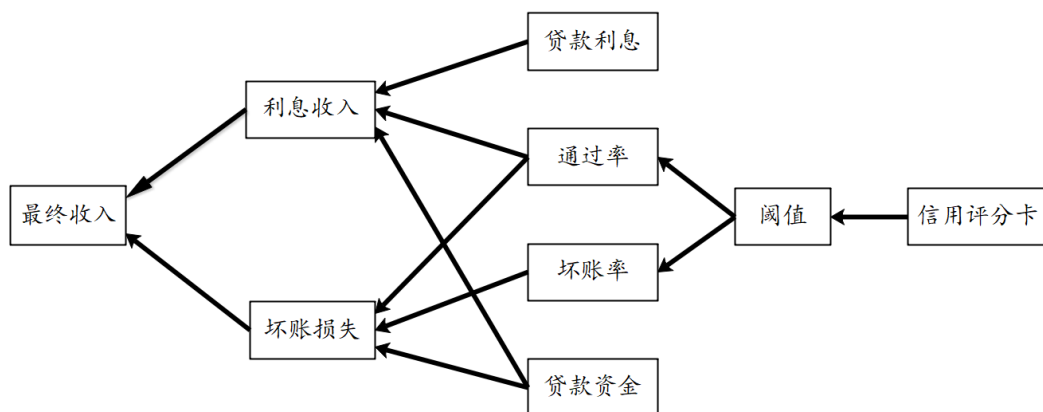 贷款利息
利息收入
通过率
最终收入
阈值
信用评分卡
坏账率
坏账损失
贷款资金